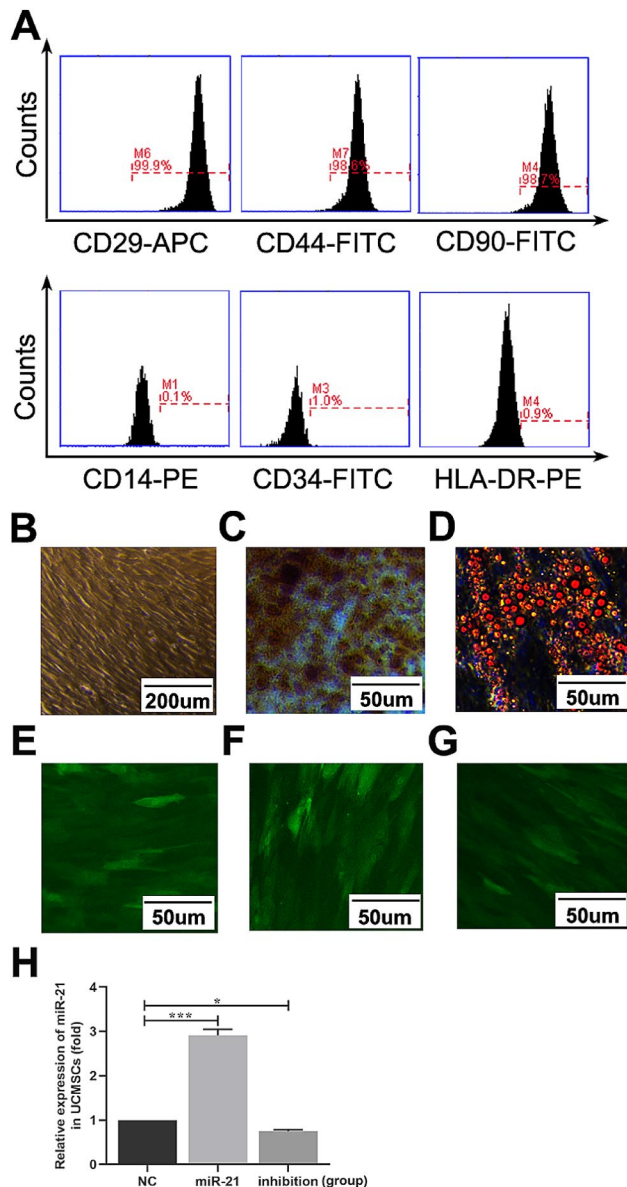 A
Counts
M6
99.9%
M7
98.6%
M4
98.7%
CD29-APC
CD44-FITC
CD90-FITC
Counts
M1
0.1%
M3
1.0%
M4
0.9%
CD14-PE
CD34-FITC
HLA-DR-PE
B
C
D
200um
50um
50um
E
F
G
50um
50um
50um
H
Relative expression of miR-21
in UCMSCs (fold)
4
3
2
1
0
*
***
NC
miR-21
inhibition (group)